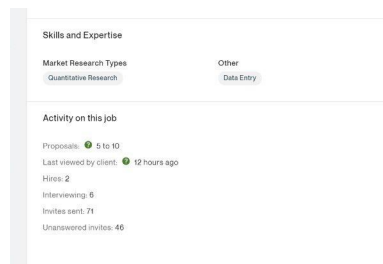 Skills and Expertise
Market Research Types Other
Quantitative Research Data Entry
Activity on this job
Proposals: ? 5 to 10
Last viewed by client: ? 12 hours ago
Hires: 2
Interviewing: 6
Invites sent: 71
Unanswered invites: 46